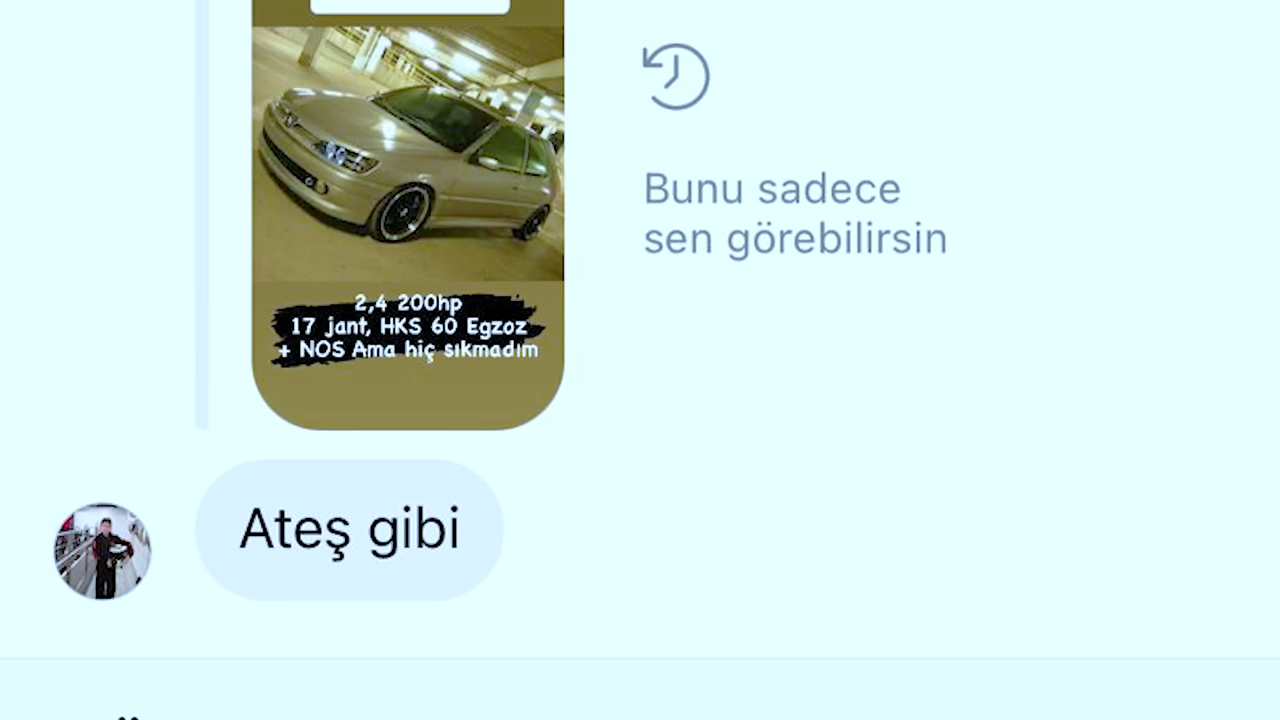 Bunu sadece
sen görebilirsin
2,4 200hp
17 jant, HKS 60 Egzoz
+ NOS Ama hiç sıkmadım
Ateş gibi